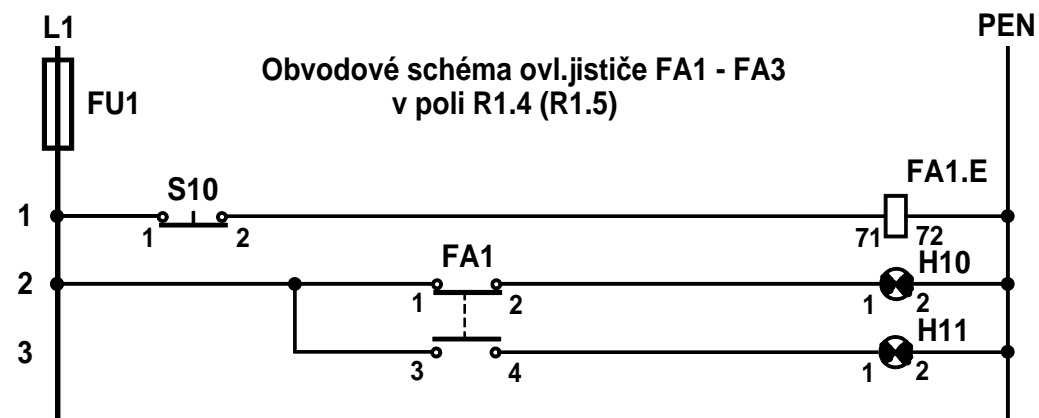 L1 PEN
Obvodové schéma ovl.jističe FA1 - FA3
v poli R1.4 (R1.5)
FU1
FA1.E
S10
1
1 2 71 72
FA1 H10
2
1 2 1 2
H11
3
3 4 1 2